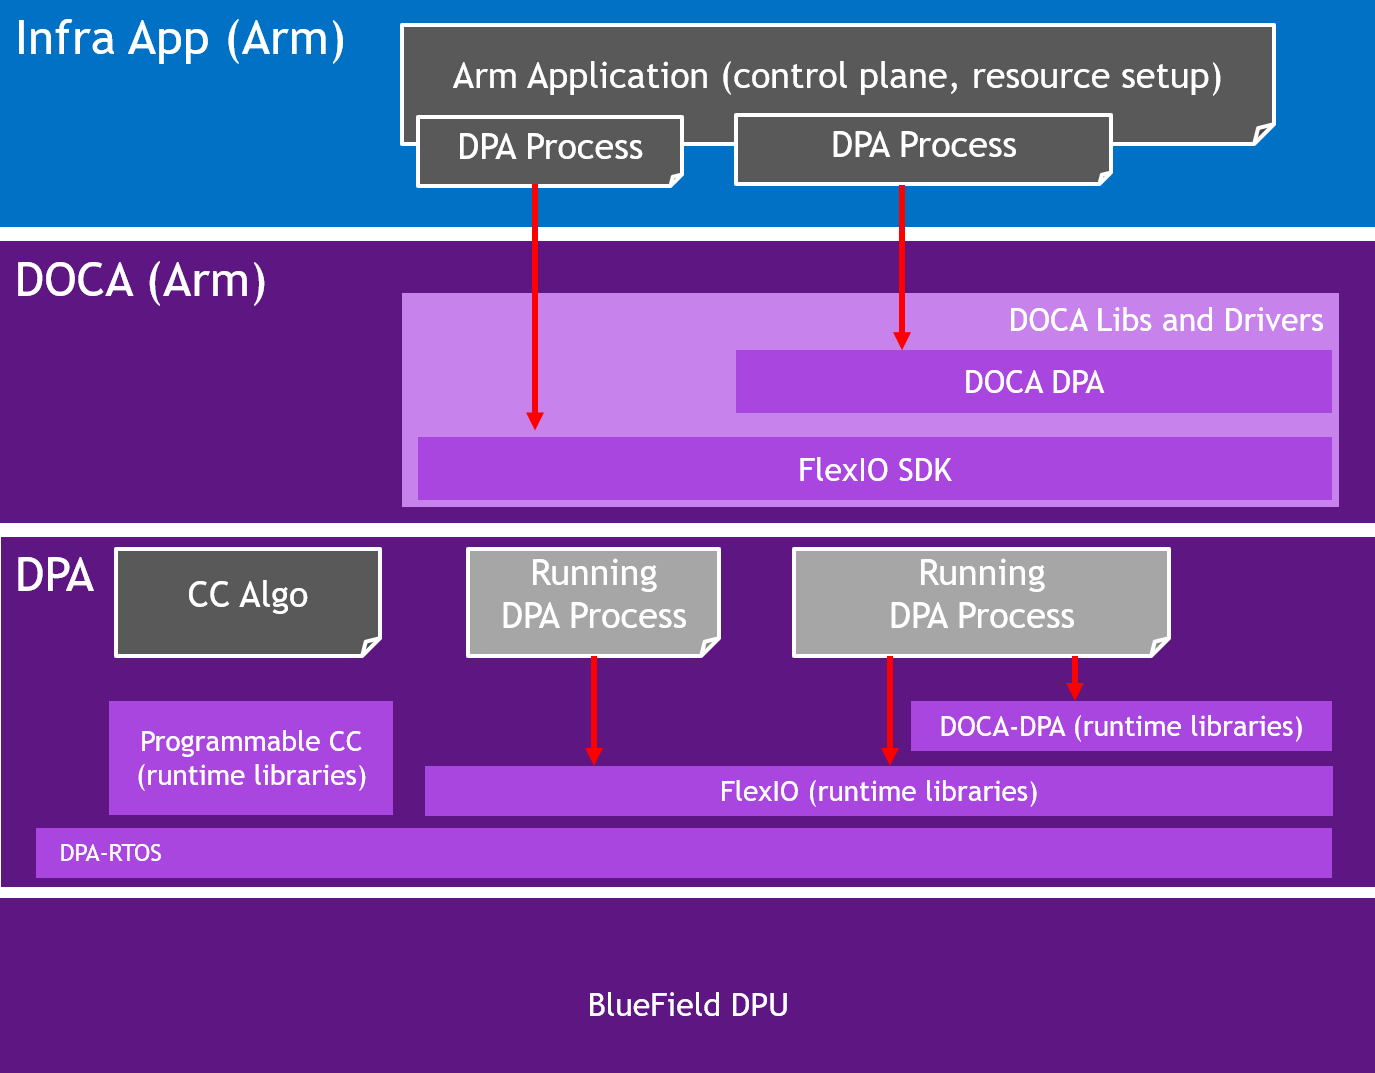 Infra App (Arm)
Arm Application (control plane, resource setup)
DPA Process
DPA Process
DOCA (Arm)
DOCA Libs and Drivers
DOCA DPA
FlexIO SDK
DPA
CC Algo
Running
DPA Process
Running
DPA Process
Programmable CC
(runtime libraries)
DOCA-DPA (runtime libraries)
FlexIO (runtime libraries)
DPA-RTOS
BlueField DPU